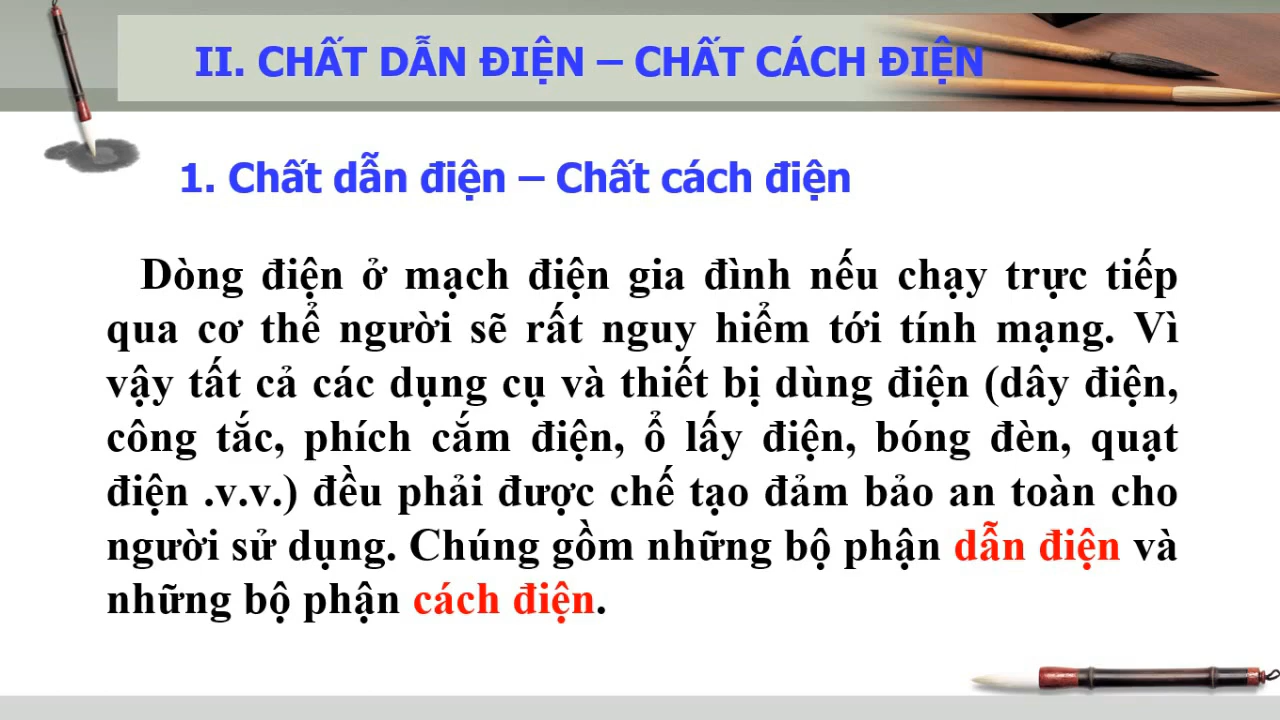 II. CHẤT DẪN ĐIỆN – CHẤT CÁCH ĐIỆN
1. Chất dẫn điện – Chất cách điện
Dòng điện ở mạch điện gia đình nếu chạy trực tiếp
qua cơ thể người sẽ rất nguy hiểm tới tính mạng. Vì
vậy tất cả các dụng cụ và thiết bị dùng điện (dây điện,
công tắc, phích cắm điện, ổ lấy điện, bóng đèn, quạt
điện .v.v.) đều phải được chế tạo đảm bảo an toàn cho
người sử dụng. Chúng gồm những bộ phận dẫn điện và
những bộ phận cách điện.